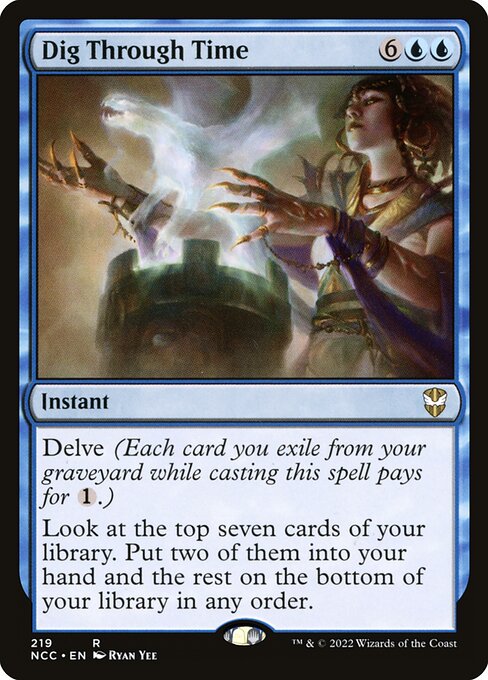 Dig Through Time 6
Instant
Delve (Each card you exile from your
graveyard while casting this spell pays
for 1.)
Look at the top seven cards of your
library. Put two of them into your
hand and the rest on the bottom of
your library in any order.
219 R
NCC • EN Ryan Yee
™ & © 2022 Wizards of the Coast